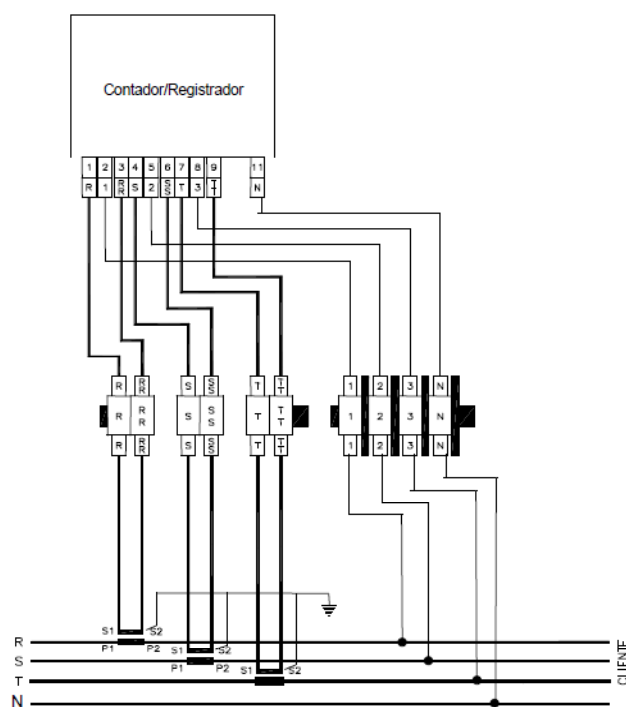 Contador/Registrador
1 2 3 4 5 6 7 8 9 11
R 1 RR S 2 SS T 3 TT N
R RR S SS T TT 1 2 3 N
R RR S S S T TT 1 2 3 N
R RR S SS T TT 1 2 3 N
S1 S2
R
P1 P2 S1 S2
S
P1 P2 S1 S2
T
N
CLIENTE